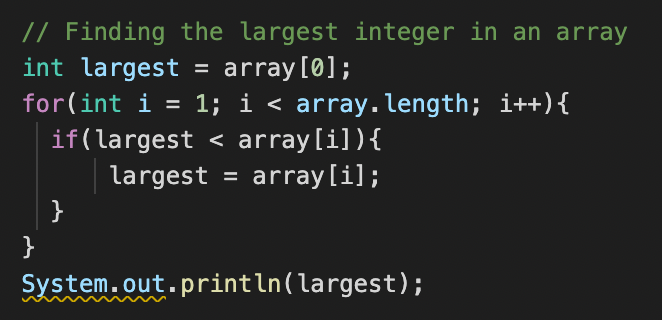 // Finding the largest integer in an array
int largest = array[0];
for(int i = 1; i < array.length; i++){
if(largest < array[i]){
largest = array[i];
}
}
System.out.println(largest);